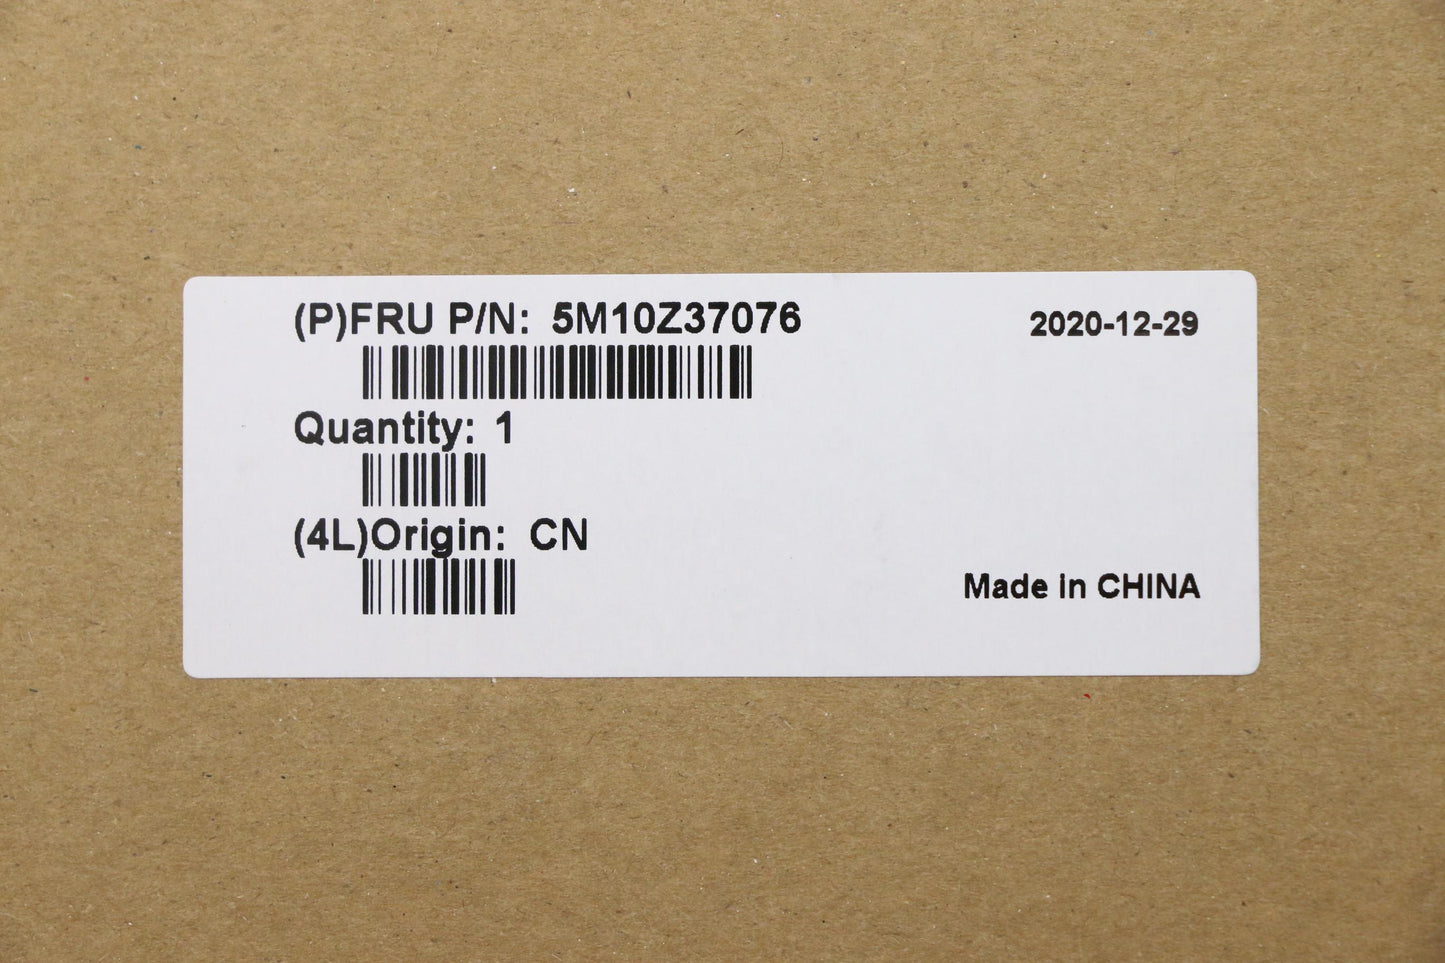 (P)FRU P/N: 5M10Z37076
2020-12-29
Quantity: 1
(4L)Origin: CN
Made in CHINA